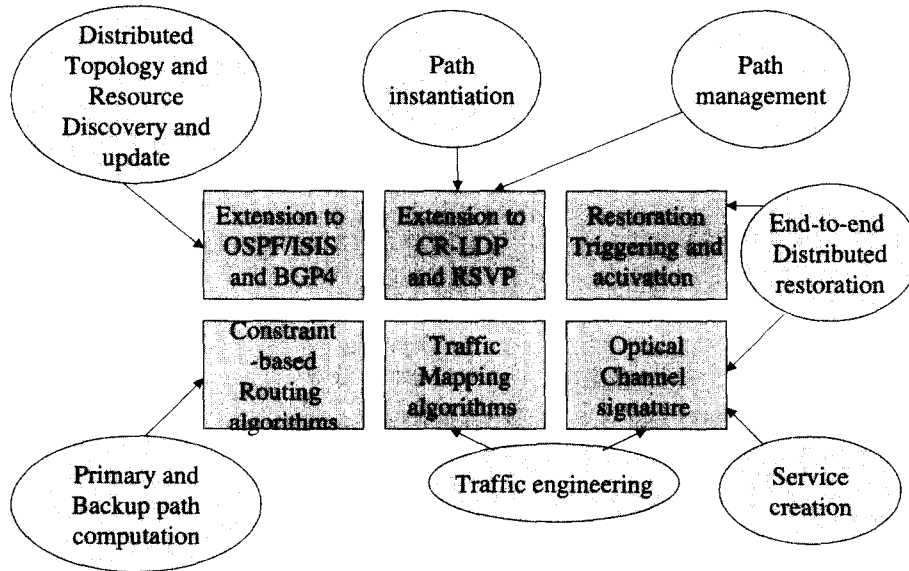 Distributed
Topology and
Resource
Discovery and
update
Path
instantiation
Path
management
Extension to
OSPF/ISIS
and BGP4
Extension to
CR-LDP
and RSVP
Restoration
Triggering and
activation
End-to-end
Distributed
restoration
Constraint
-based
Routing
algorithms
Traffic
Mapping
algorithms
Optical
Channel
signature
Primary and
Backup path
computation
Traffic engineering
Service
creation